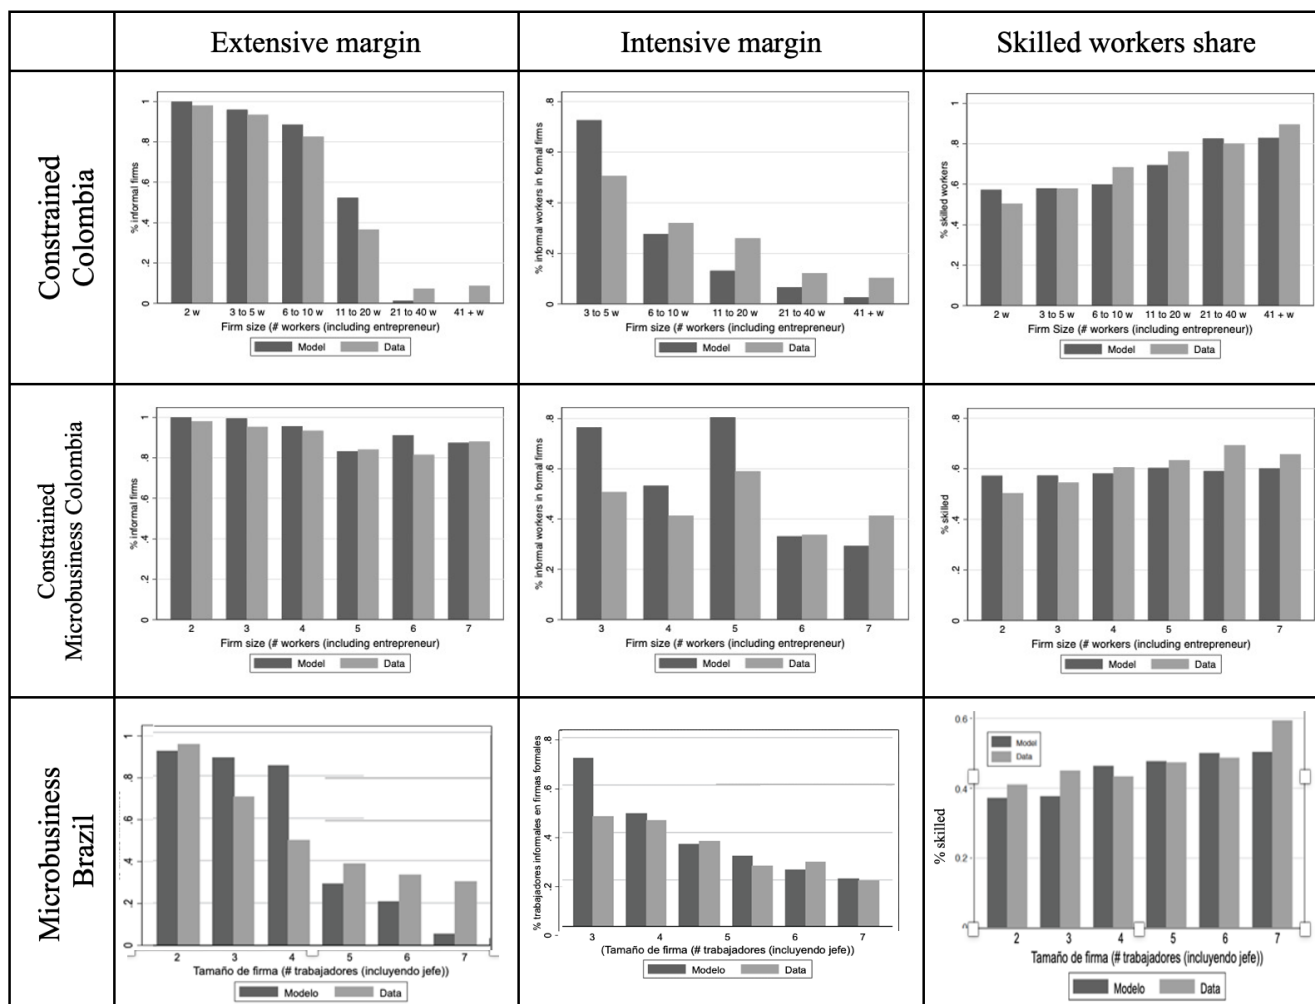 Extensive margin
Intensive margin
Skilled workers share
Constrained
Colombia
% informal firms
0 .2 .4 .6 .8 1
2 w 3 to 5 w 6 to 10 w 11 to 20 w 21 to 40 w 41 + w
Firm size (# workers (including entrepreneur)
Model Data
% informal workers in formal firms
0 .2 .4 .6 .8
3 to 5 w 6 to 10 w 11 to 20 w 21 to 40 w 41 + w
Firm size (# workers (including entrepreneur)
Model Data
% skilled workers
0 .2 .4 .6 .8 1
2 w 3 to 5 w 6 to 10 w 11 to 20 w 21 to 40 w 41 + w
Firm Size (# workers (including entrepreneur))
Model Data
Constrained
Microbusiness Colombia
% informal firms
0 .2 .4 .6 .8 1
2 3 4 5 6 7
Firm size (# workers (including entrepreneur)
Model Data
% informal workers in formal firms
0 .2 .4 .6 .8
3 4 5 6 7
Firm size (# workers (including entrepreneur)
Model Data
% skilled
0 .2 .4 .6 .8
2 3 4 5 6 7
Firm size (# workers (including entrepreneur)
Model Data
Microbusiness
Brazil
0 .2 .4 .6 .8 1
2 3 4 5 6 7
Tamaño de firma (# trabajadores (incluyendo jefe))
Modelo Data
% trabajadores informales en firmas formales
0 .2 .4 .6 .8
3 4 5 6 7
(Tamaño de firma (# trabajadores (incluyendo jefe))
Modelo Data
% skilled
0.6
0.4
0.2
Model
Data
2 3 4 5 6 7
Tamaño de firma (# trabajadores (incluyendo jefe))
Modelo Data